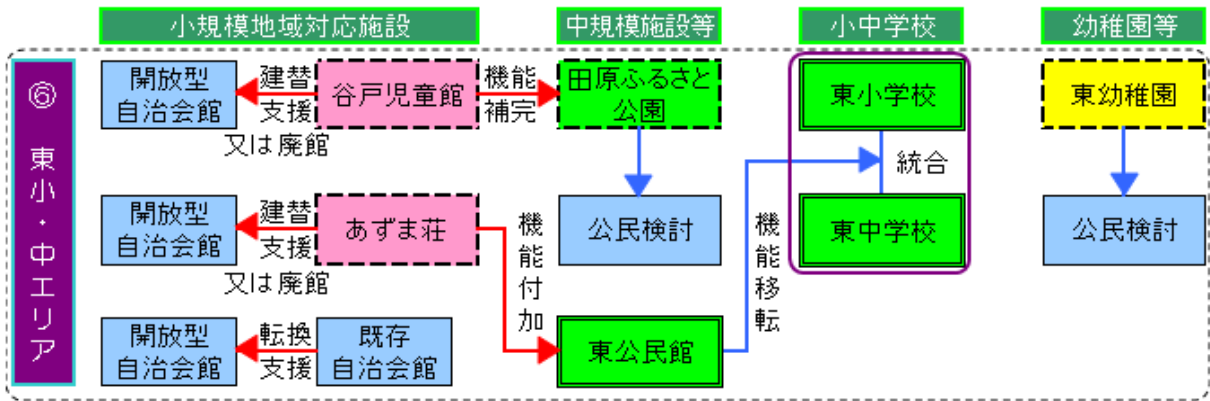 小規模地域対応施設
中規模施設等
小中学校
幼稚園等
⑥ 東小・中エリア
開放型
自治会館
建替
支援
又は廃館
谷戸児童館
機能
補完
田原ふるさと
公園
東小学校
東幼稚園
統合
開放型
自治会館
建替
支援
又は廃館
あずま荘
機能付加
公民検討
機能移転
東中学校
公民検討
開放型
自治会館
転換
支援
既存
自治会館
東公民館